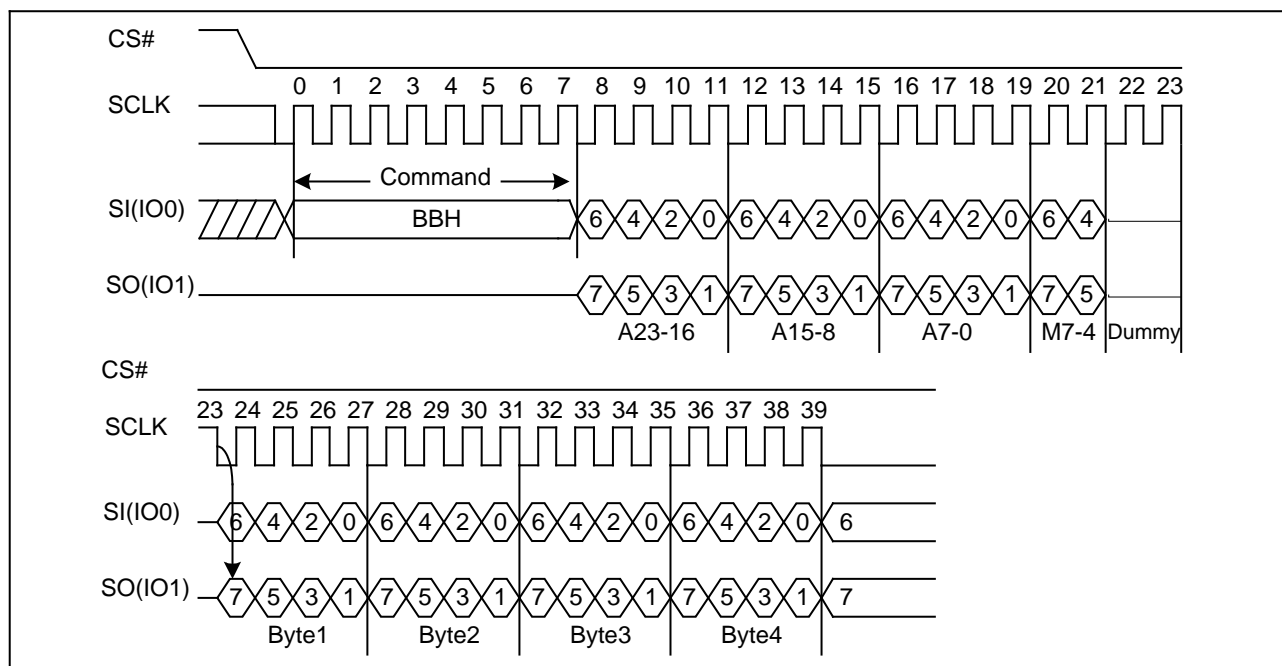 CS#
0 1 2 3 4 5 6 7 8 9 10 11 12 13 14 15 16 17 18 19 20 21 22 23
SCLK
Command
SI(IO0) BBH 6 4 2 0 6 4 2 0 6 4 2 0 6 4
SO(IO1) 7 5 3 1 7 5 3 1 7 5 3 1 7 5
A23-16 A15-8 A7-0 M7-4 Dummy
CS#
23 24 25 26 27 28 29 30 31 32 33 34 35 36 37 38 39
SCLK
SI(IO0) 6 4 2 0 6 4 2 0 6 4 2 0 6 4 2 0 6
SO(IO1) 7 5 3 1 7 5 3 1 7 5 3 1 7 5 3 1 7
Byte1 Byte2 Byte3 Byte4